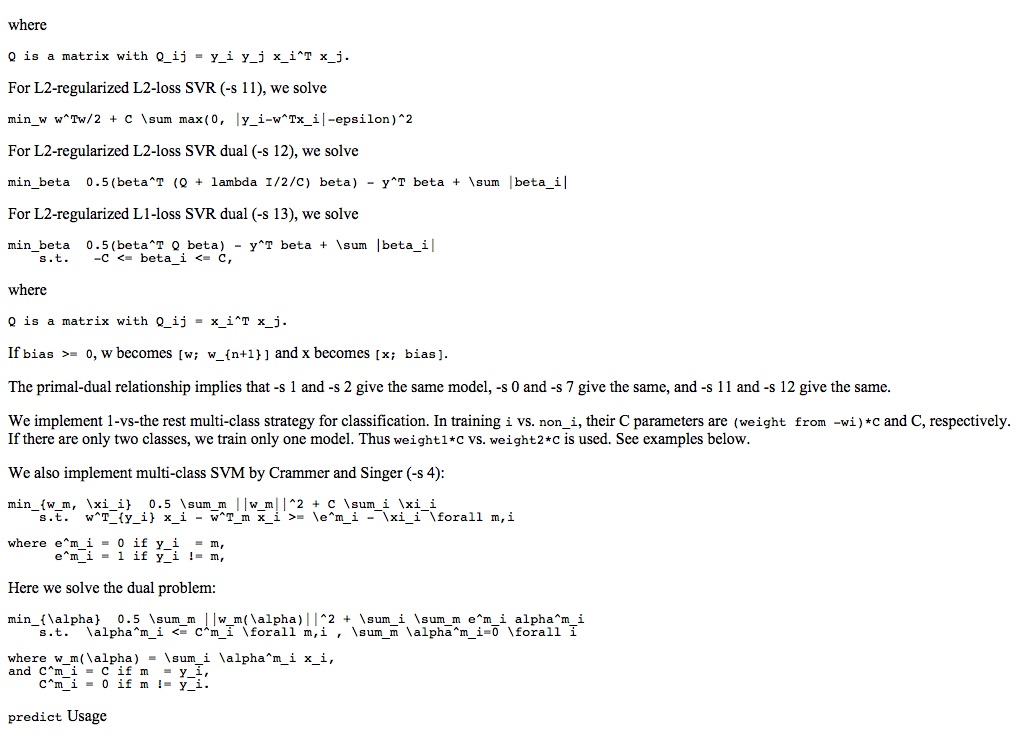 where
Q is a matrix with Q_ij = y_i y_j x_i^T x_j.
For L2-regularized L2-loss SVR (-s 11), we solve
min_w w^Tw/2 + C \sum max(0, |y_i-w^Tx_i|-epsilon)^2
For L2-regularized L2-loss SVR dual (-s 12), we solve
min_beta  0.5(beta^T (Q + lambda I/2/C) beta) - y^T beta + \sum |beta_i|
For L2-regularized L1-loss SVR dual (-s 13), we solve
min_beta  0.5(beta^T Q beta) - y^T beta + \sum |beta_i|
    s.t.   -C <= beta_i <= C,
where
Q is a matrix with Q_ij = x_i^T x_j.
If bias >= 0, w becomes [w; w_{n+1}] and x becomes [x; bias].
The primal-dual relationship implies that -s 1 and -s 2 give the same model, -s 0 and -s 7 give the same, and -s 11 and -s 12 give the same.
We implement 1-vs-the rest multi-class strategy for classification. In training i vs. non_i, their C parameters are (weight from -wi)*C and C, respectively.
If there are only two classes, we train only one model. Thus weight1*C vs. weight2*C is used. See examples below.
We also implement multi-class SVM by Crammer and Singer (-s 4):
min_{w_m, \xi_i}  0.5 \sum_m ||w_m||^2 + C \sum_i \xi_i
    s.t.  w^T_{y_i} x_i - w^T_m x_i >= \e^m_i - \xi_i \forall m,i
where e^m_i = 0 if y_i  = m,
      e^m_i = 1 if y_i != m,
Here we solve the dual problem:
min_{\alpha}  0.5 \sum_m ||w_m(\alpha)||^2 + \sum_i \sum_m e^m_i alpha^m_i
    s.t.  \alpha^m_i <= C^m_i \forall m,i , \sum_m \alpha^m_i=0 \forall i
where w_m(\alpha) = \sum_i \alpha^m_i x_i,
and C^m_i = C if m  = y_i,
    C^m_i = 0 if m != y_i.
predict Usage